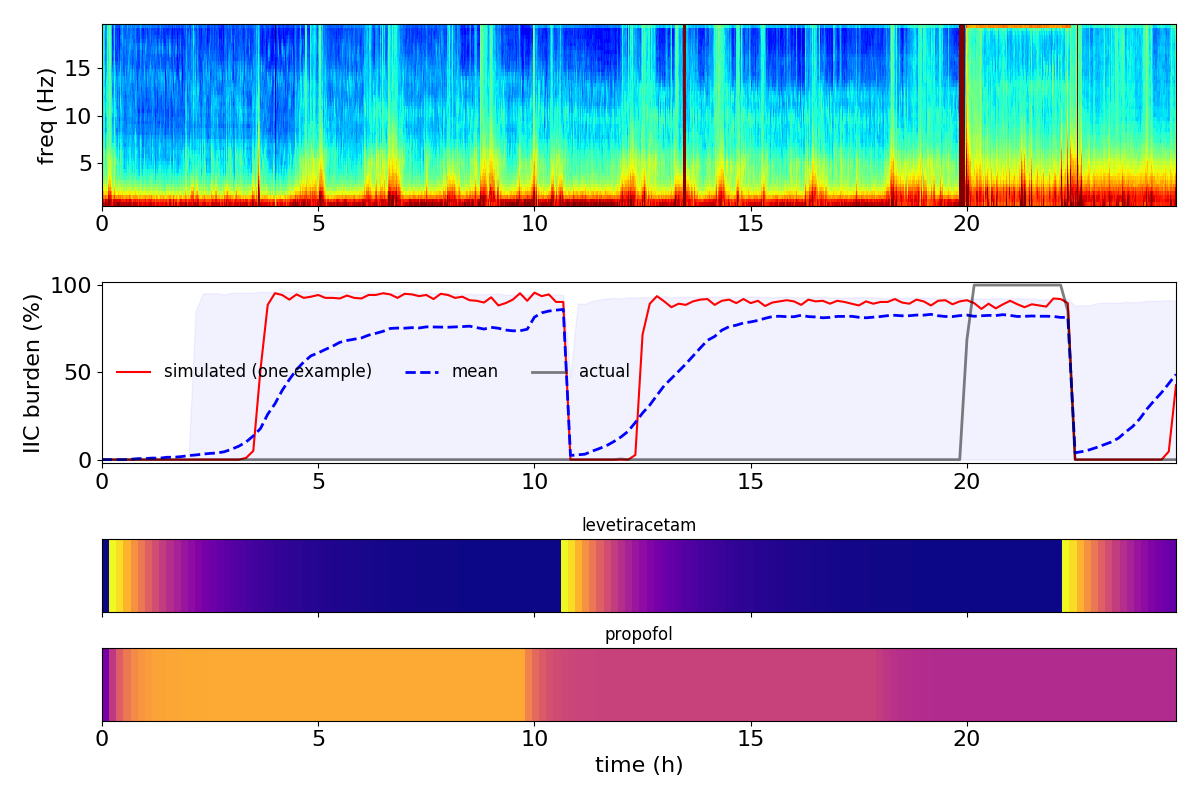 freq (Hz)
15
10
5
0 5 10 15 20
IIC burden (%)
100
50
0
simulated (one example) mean actual
0 5 10 15 20
levetiracetam
propofol
0 5 10 15 20
time (h)